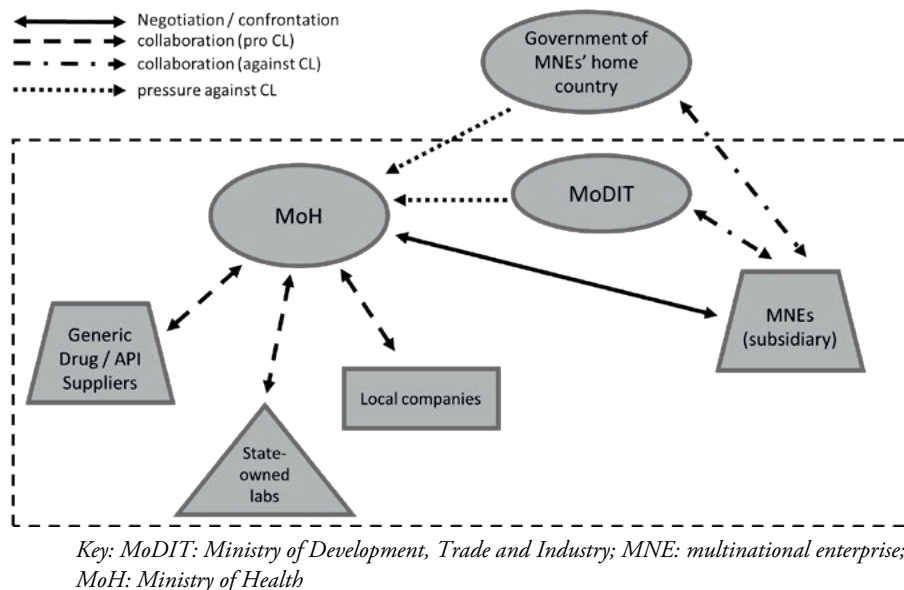 Negotiation / confrontation
collaboration (pro CL)
collaboration (against CL)
pressure against CL
Government of
MNEs' home
country
MoH
MoDIT
MNEs
(subsidiary)
Generic
Drug / API
Suppliers
Local companies
State-
owned
labs
Key: MoDIT: Ministry of Development, Trade and Industry; MNE: multinational enterprise;
MoH: Ministry of Health